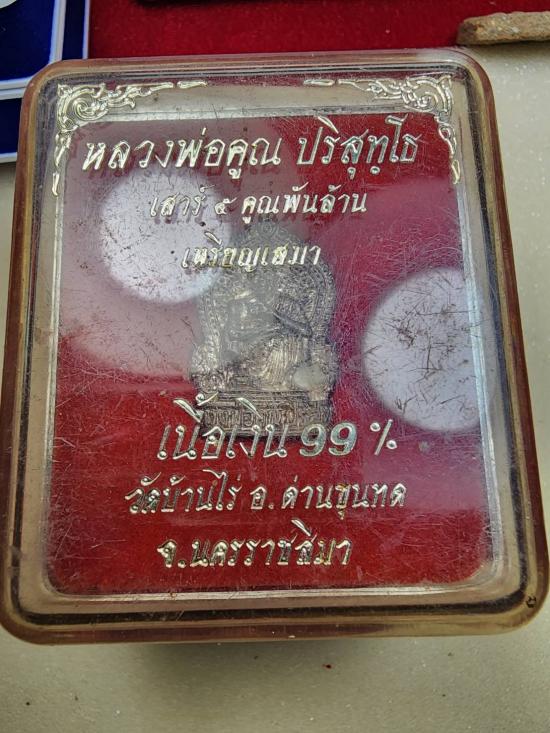 หลวงพ่อคูณ ปริสุทฺโธ
เสาร์ ๕ คูณพันล้าน
เหรียญเสมา
เนื้อเงิน 99 %
วัดบ้านไร่ อ.ด่านขุนทด
จ.นครราชสีมา